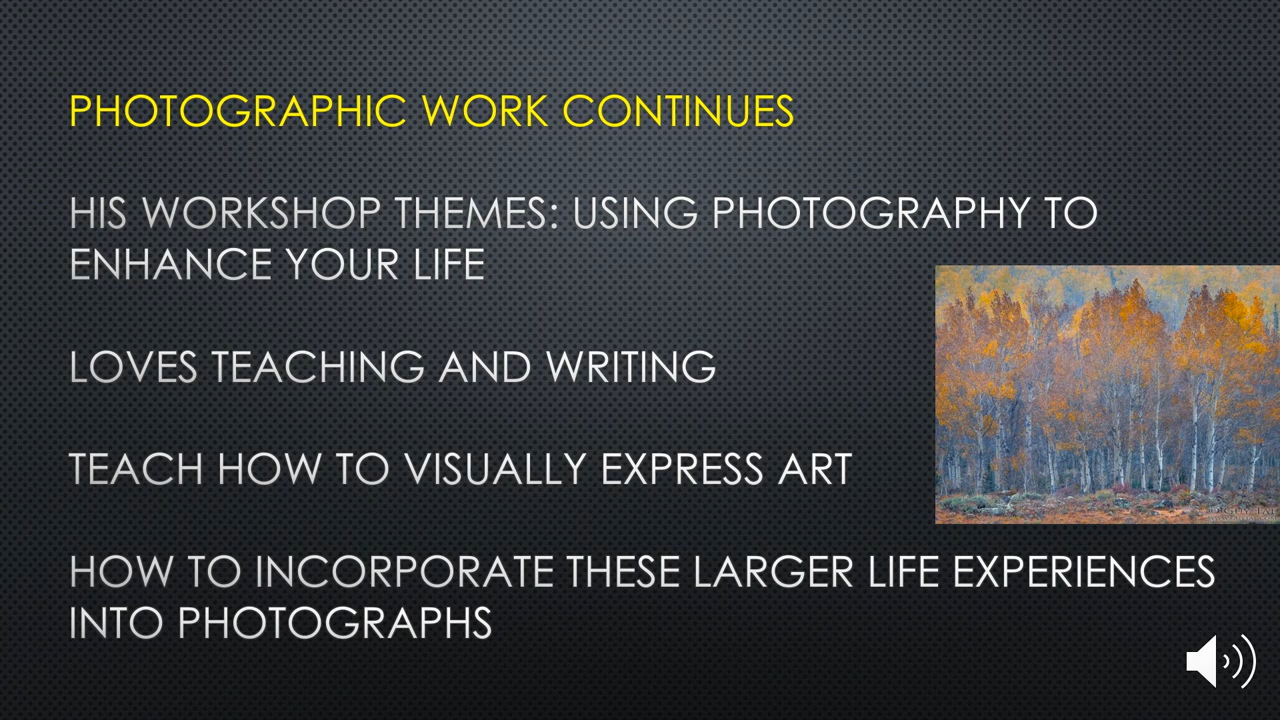 PHOTOGRAPHIC WORK CONTINUES
HIS WORKSHOP THEMES: USING PHOTOGRAPHY TO
ENHANCE YOUR LIFE
LOVES TEACHING AND WRITING
TEACH HOW TO VISUALLY EXPRESS ART
HOW TO INCORPORATE THESE LARGER LIFE EXPERIENCES
INTO PHOTOGRAPHS